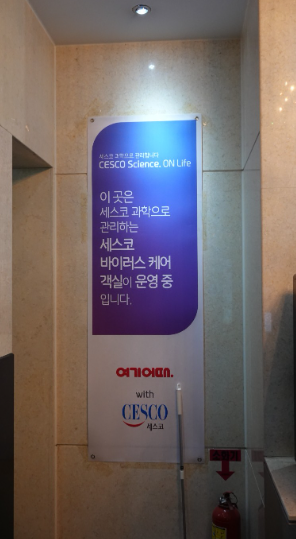 세스코 과학으로 관리합니다
CESCO Science. ON Life
이 곳은
세스코 과학으로
관리하는
세스코
바이러스 케어
객실이 운영 중
입니다.
여기어때.
with
CESCO
세스코